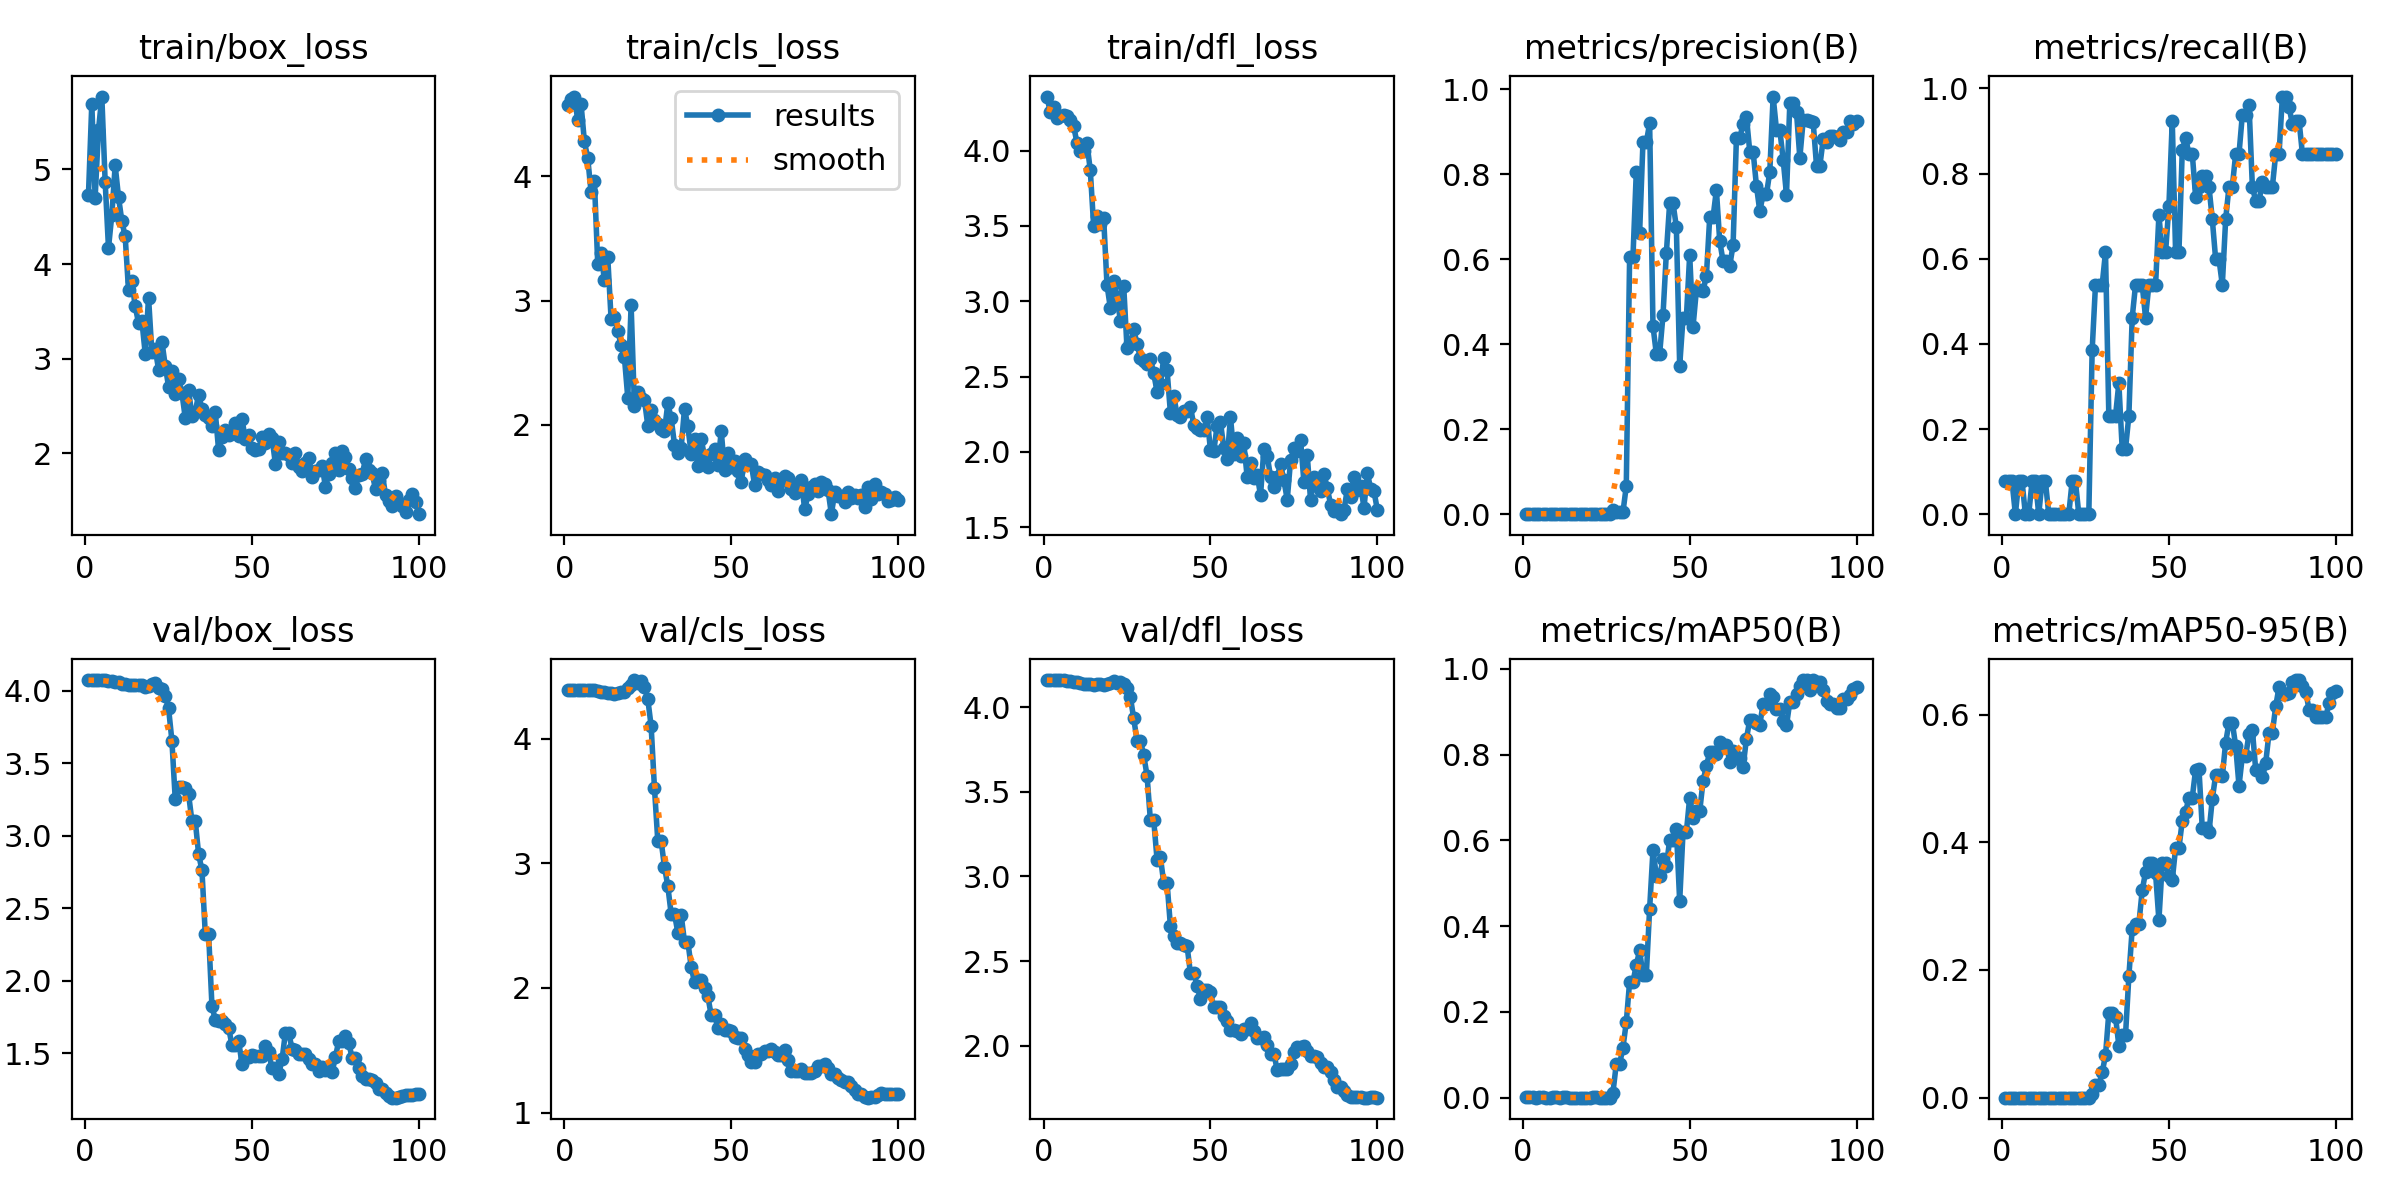 train/box_loss
5
4
3
2
0 50 100
train/cls_loss
results
smooth
4
3
2
0 50 100
train/dfl_loss
4.0
3.5
3.0
2.5
2.0
1.5
0 50 100
metrics/precision(B)
1.0
0.8
0.6
0.4
0.2
0.0
0 50 100
metrics/recall(B)
1.0
0.8
0.6
0.4
0.2
0.0
0 50 100
val/box_loss
4.0
3.5
3.0
2.5
2.0
1.5
0 50 100
val/cls_loss
4
3
2
1
0 50 100
val/dfl_loss
4.0
3.5
3.0
2.5
2.0
0 50 100
metrics/mAP50(B)
1.0
0.8
0.6
0.4
0.2
0.0
0 50 100
metrics/mAP50-95(B)
0.6
0.4
0.2
0.0
0 50 100